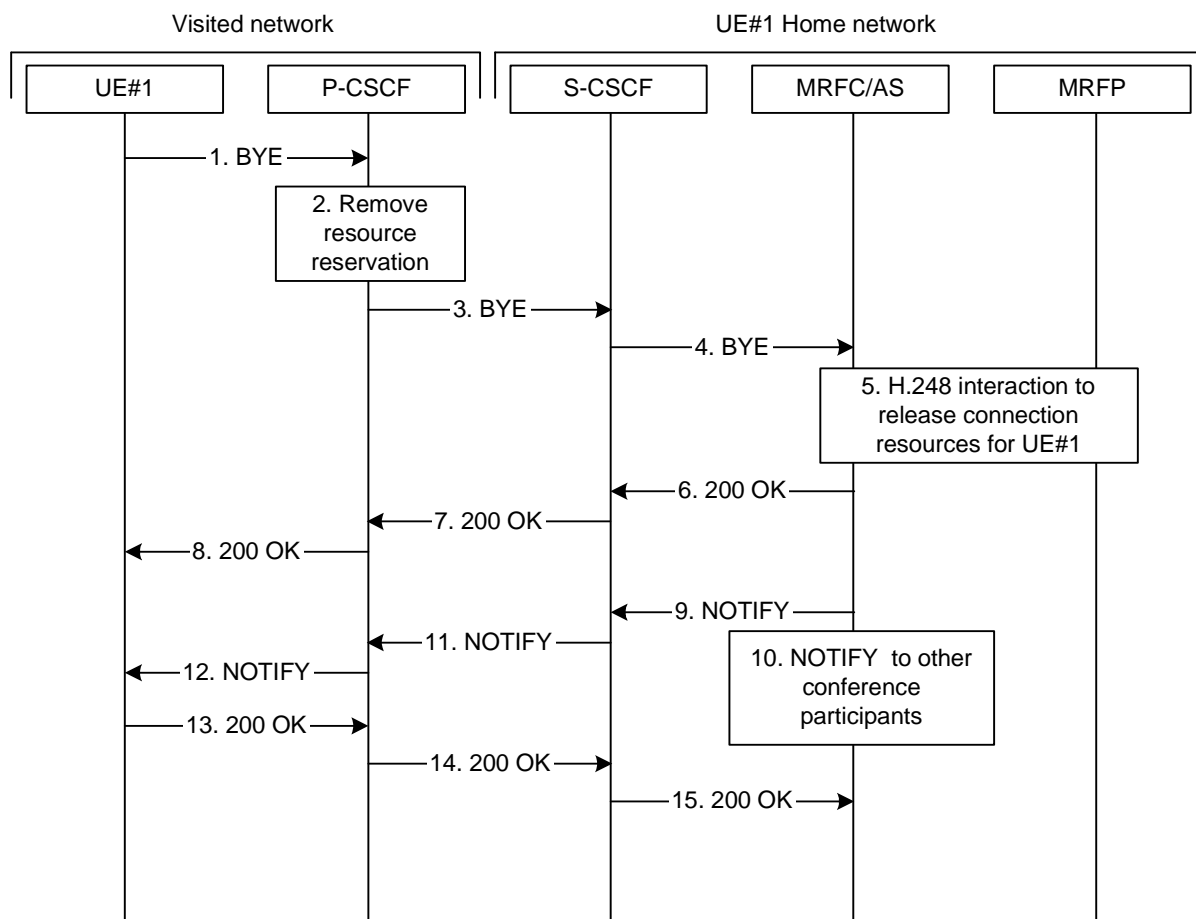 Visited network
UE#1 Home network
UE#1
P-CSCF
S-CSCF
MRFC/AS
MRFP
1. BYE
2. Remove
resource
reservation
3. BYE
4. BYE
5. H.248 interaction to
release connection
resources for UE#1
6. 200 OK
7. 200 OK
8. 200 OK
9. NOTIFY
10. NOTIFY to other
conference
participants
11. NOTIFY
12. NOTIFY
13. 200 OK
14. 200 OK
15. 200 OK